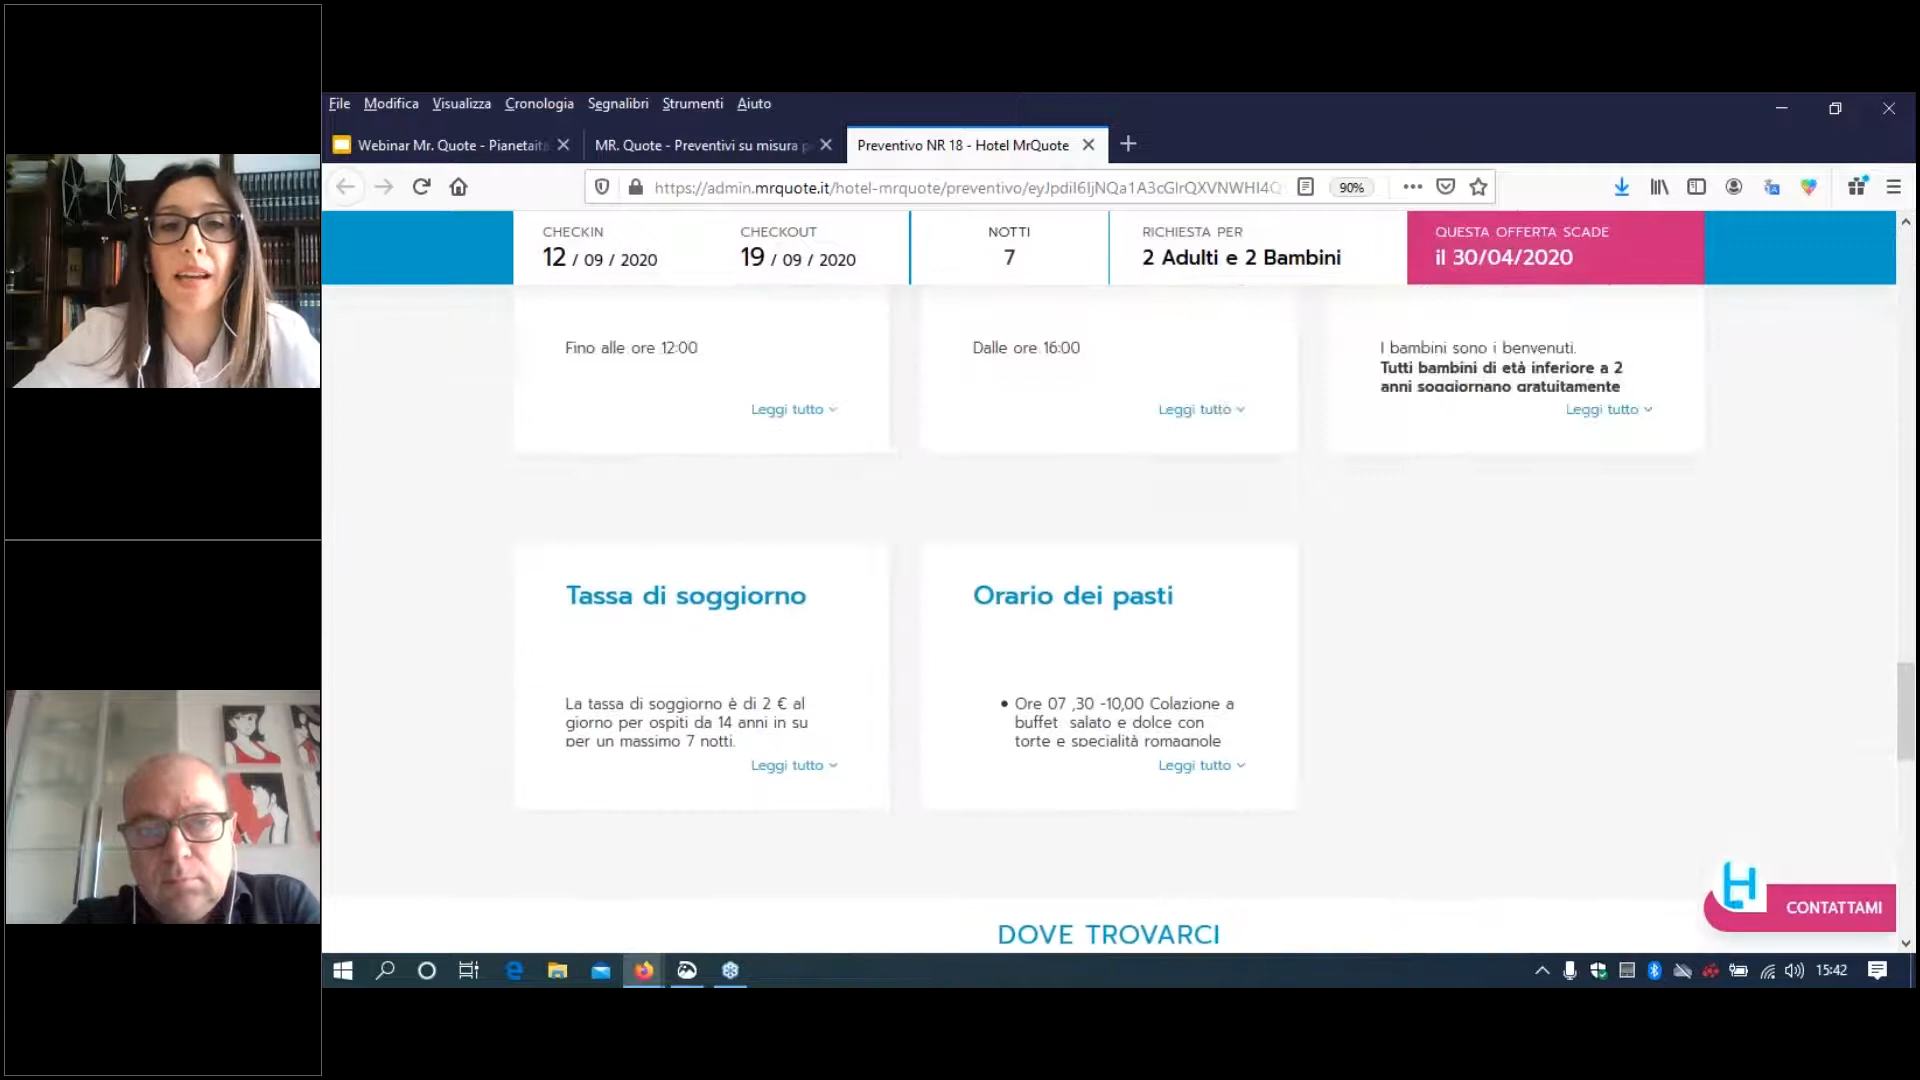 File Modifica Visualizza Cronologia Segnalibri Strumenti Aiuto
Webinar Mr. Quote - Pianetaita
MR. Quote - Preventivi su misura p
Preventivo NR 18 - Hotel MrQuote
https://admin.mrquote.it/hotel-mrquote/preventivo/
90%
CHECKIN
12 / 09 / 2020
CHECKOUT
19 / 09 / 2020
NOTTI
7
RICHIESTA PER
2 Adulti e 2 Bambini
QUESTA OFFERTA SCADE
il 30/04/2020
Fino alle ore 12:00
Leggi tutto
Dalle ore 16:00
Leggi tutto
I bambini sono i benvenuti.
Tutti bambini di età inferiore a 2
anni soggiornano gratuitamente
Leggi tutto
Tassa di soggiorno
La tassa di soggiorno è di 2 € al
giorno per ospiti da 14 anni in su
per un massimo 7 notti.
Leggi tutto
Orario dei pasti
• Ore 07 ,30 -10,00 Colazione a
buffet salato e dolce con
torte e specialità romagnole
Leggi tutto
CONTATTAMI
DOVE TROVARCI
15:42